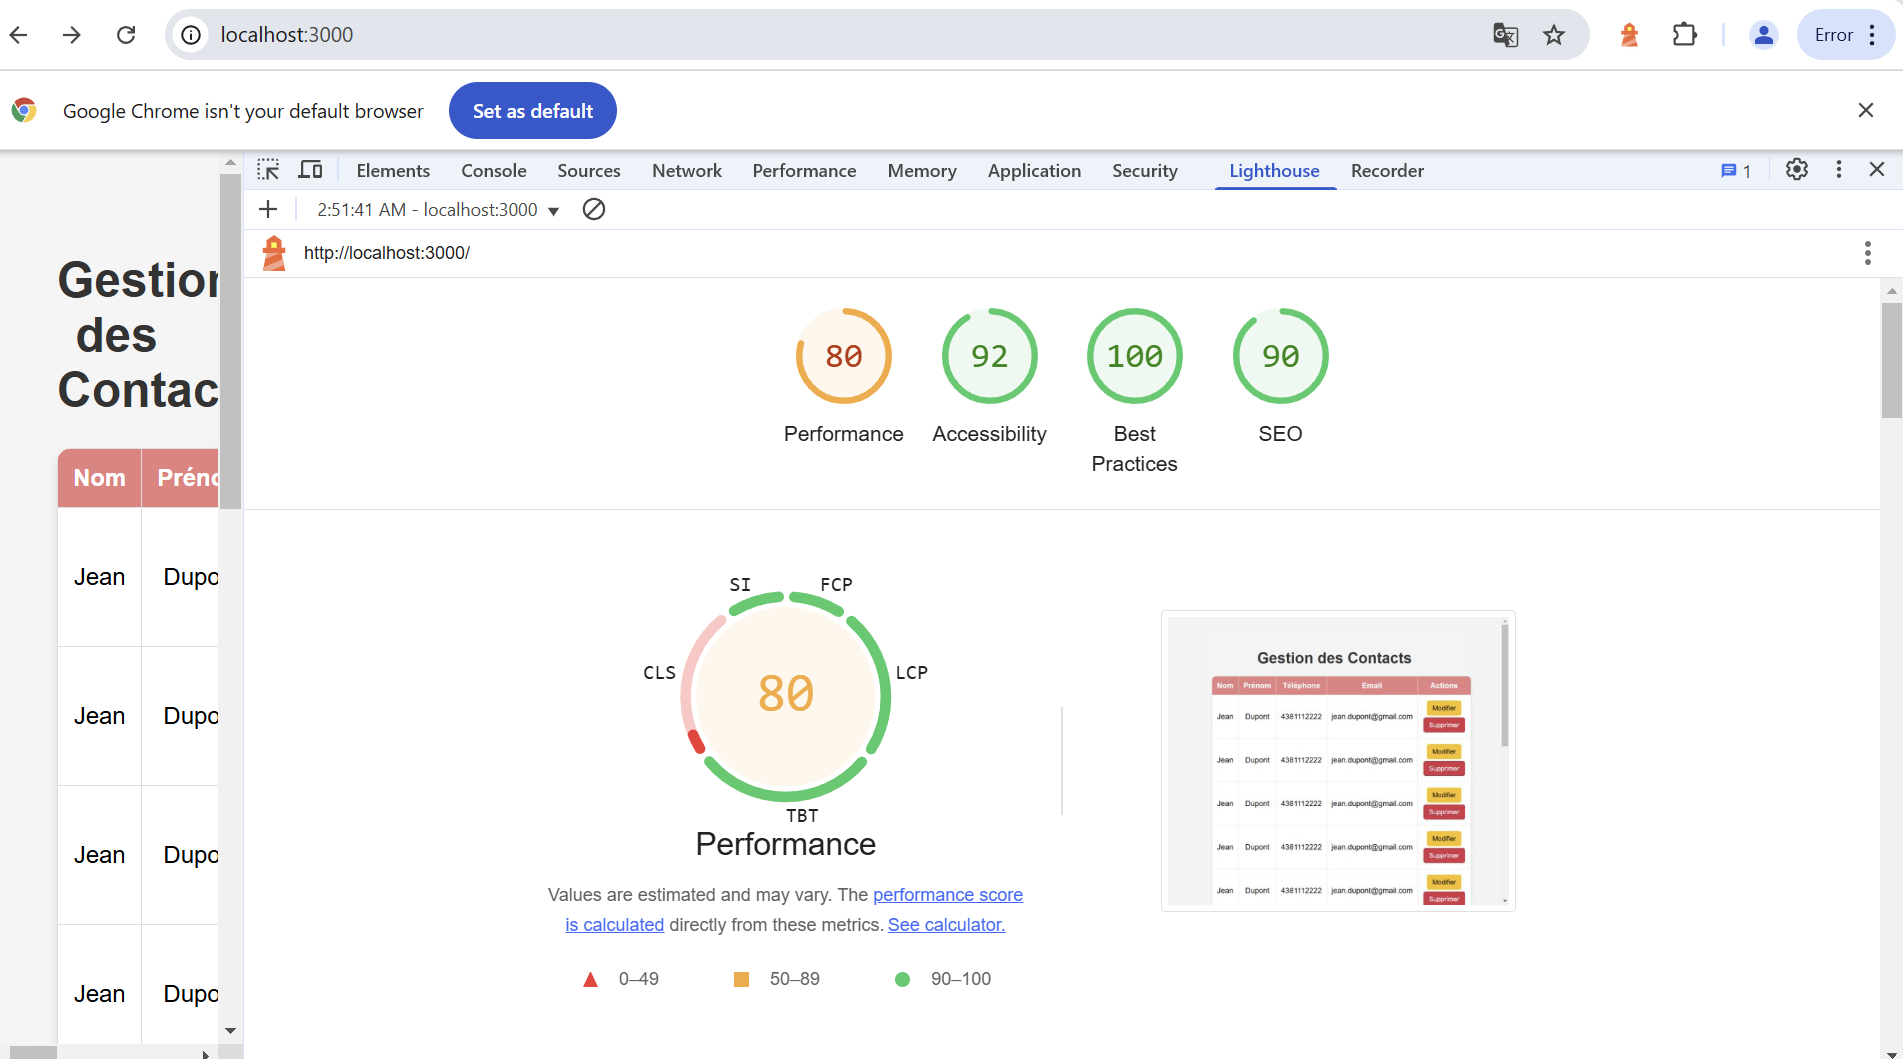 localhost:3000
Error
Google Chrome isn't your default browser
Set as default
Elements Console Sources Network Performance Memory Application Security Lighthouse Recorder 1
2:51:41 AM - localhost:3000
http://localhost:3000/
Gestion
des
Contac
Nom Préno
Jean Dupo
Jean Dupo
Jean Dupo
Jean Dupo
80 92 100 90
Performance Accessibility Best Practices SEO
SI FCP
CLS LCP
80
TBT
Performance
Values are estimated and may vary. The performance score
is calculated directly from these metrics. See calculator.
0–49 50–89 90–100
Gestion des Contacts
Nom Prénom Téléphone Email Actions
Jean Dupont 4381112222 jean.dupont@gmail.com Modifier
Supprimer
Jean Dupont 4381112222 jean.dupont@gmail.com Modifier
Supprimer
Jean Dupont 4381112222 jean.dupont@gmail.com Modifier
Supprimer
Jean Dupont 4381112222 jean.dupont@gmail.com Modifier
Supprimer
Jean Dupont 4381112222 jean.dupont@gmail.com Modifier
Supprimer